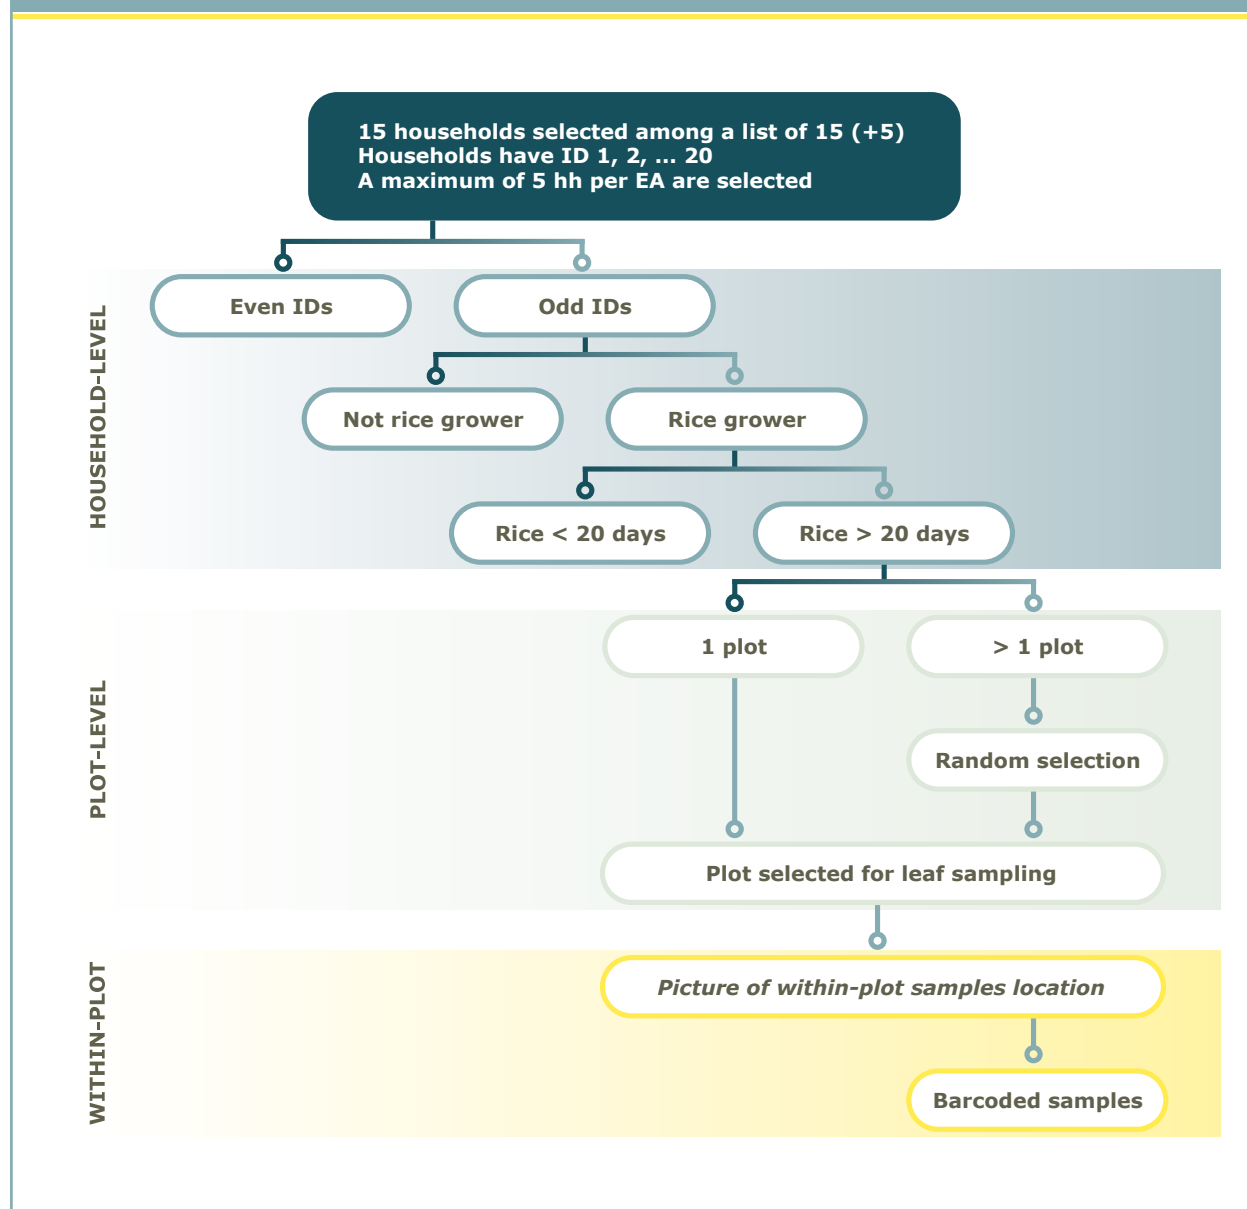 15 households selected among a list of 15 (+5)
Households have ID 1, 2, ... 20
A maximum of 5 hh per EA are selected
HOUSEHOLD-LEVEL
Even IDs
Odd IDs
Not rice grower
Rice grower
Rice < 20 days
Rice > 20 days
PLOT-LEVEL
1 plot
> 1 plot
Random selection
Plot selected for leaf sampling
WITHIN-PLOT
Picture of within-plot samples location
Barcoded samples